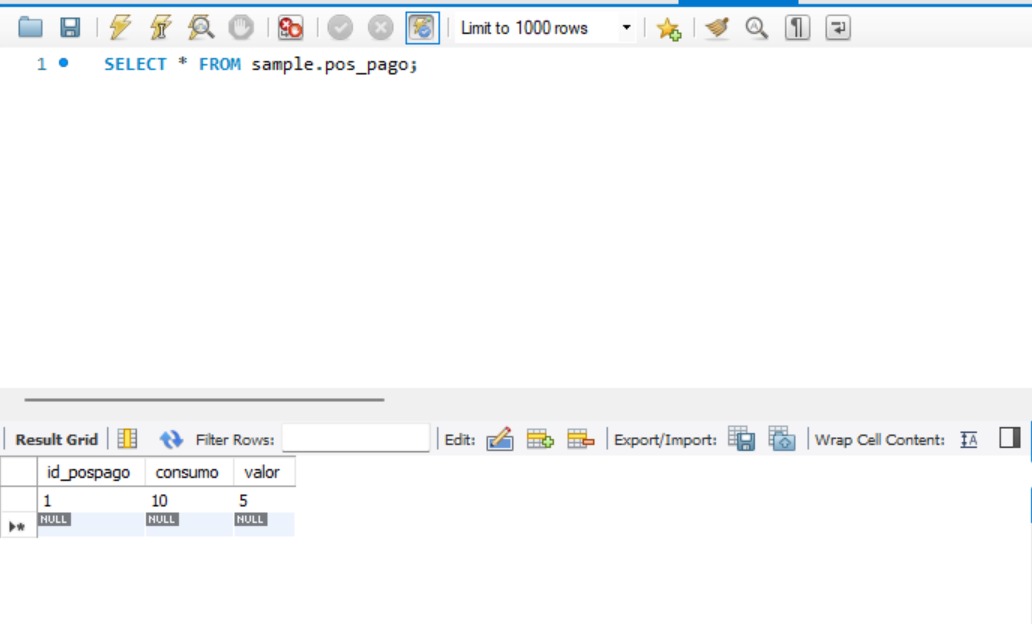 Limit to 1000 rows
1 SELECT * FROM sample.pos_pago;
Result Grid Filter Rows: Edit: Export/Import: Wrap Cell Content: IA
id_pospago consumo valor
1 10 5
NULL NULL NULL